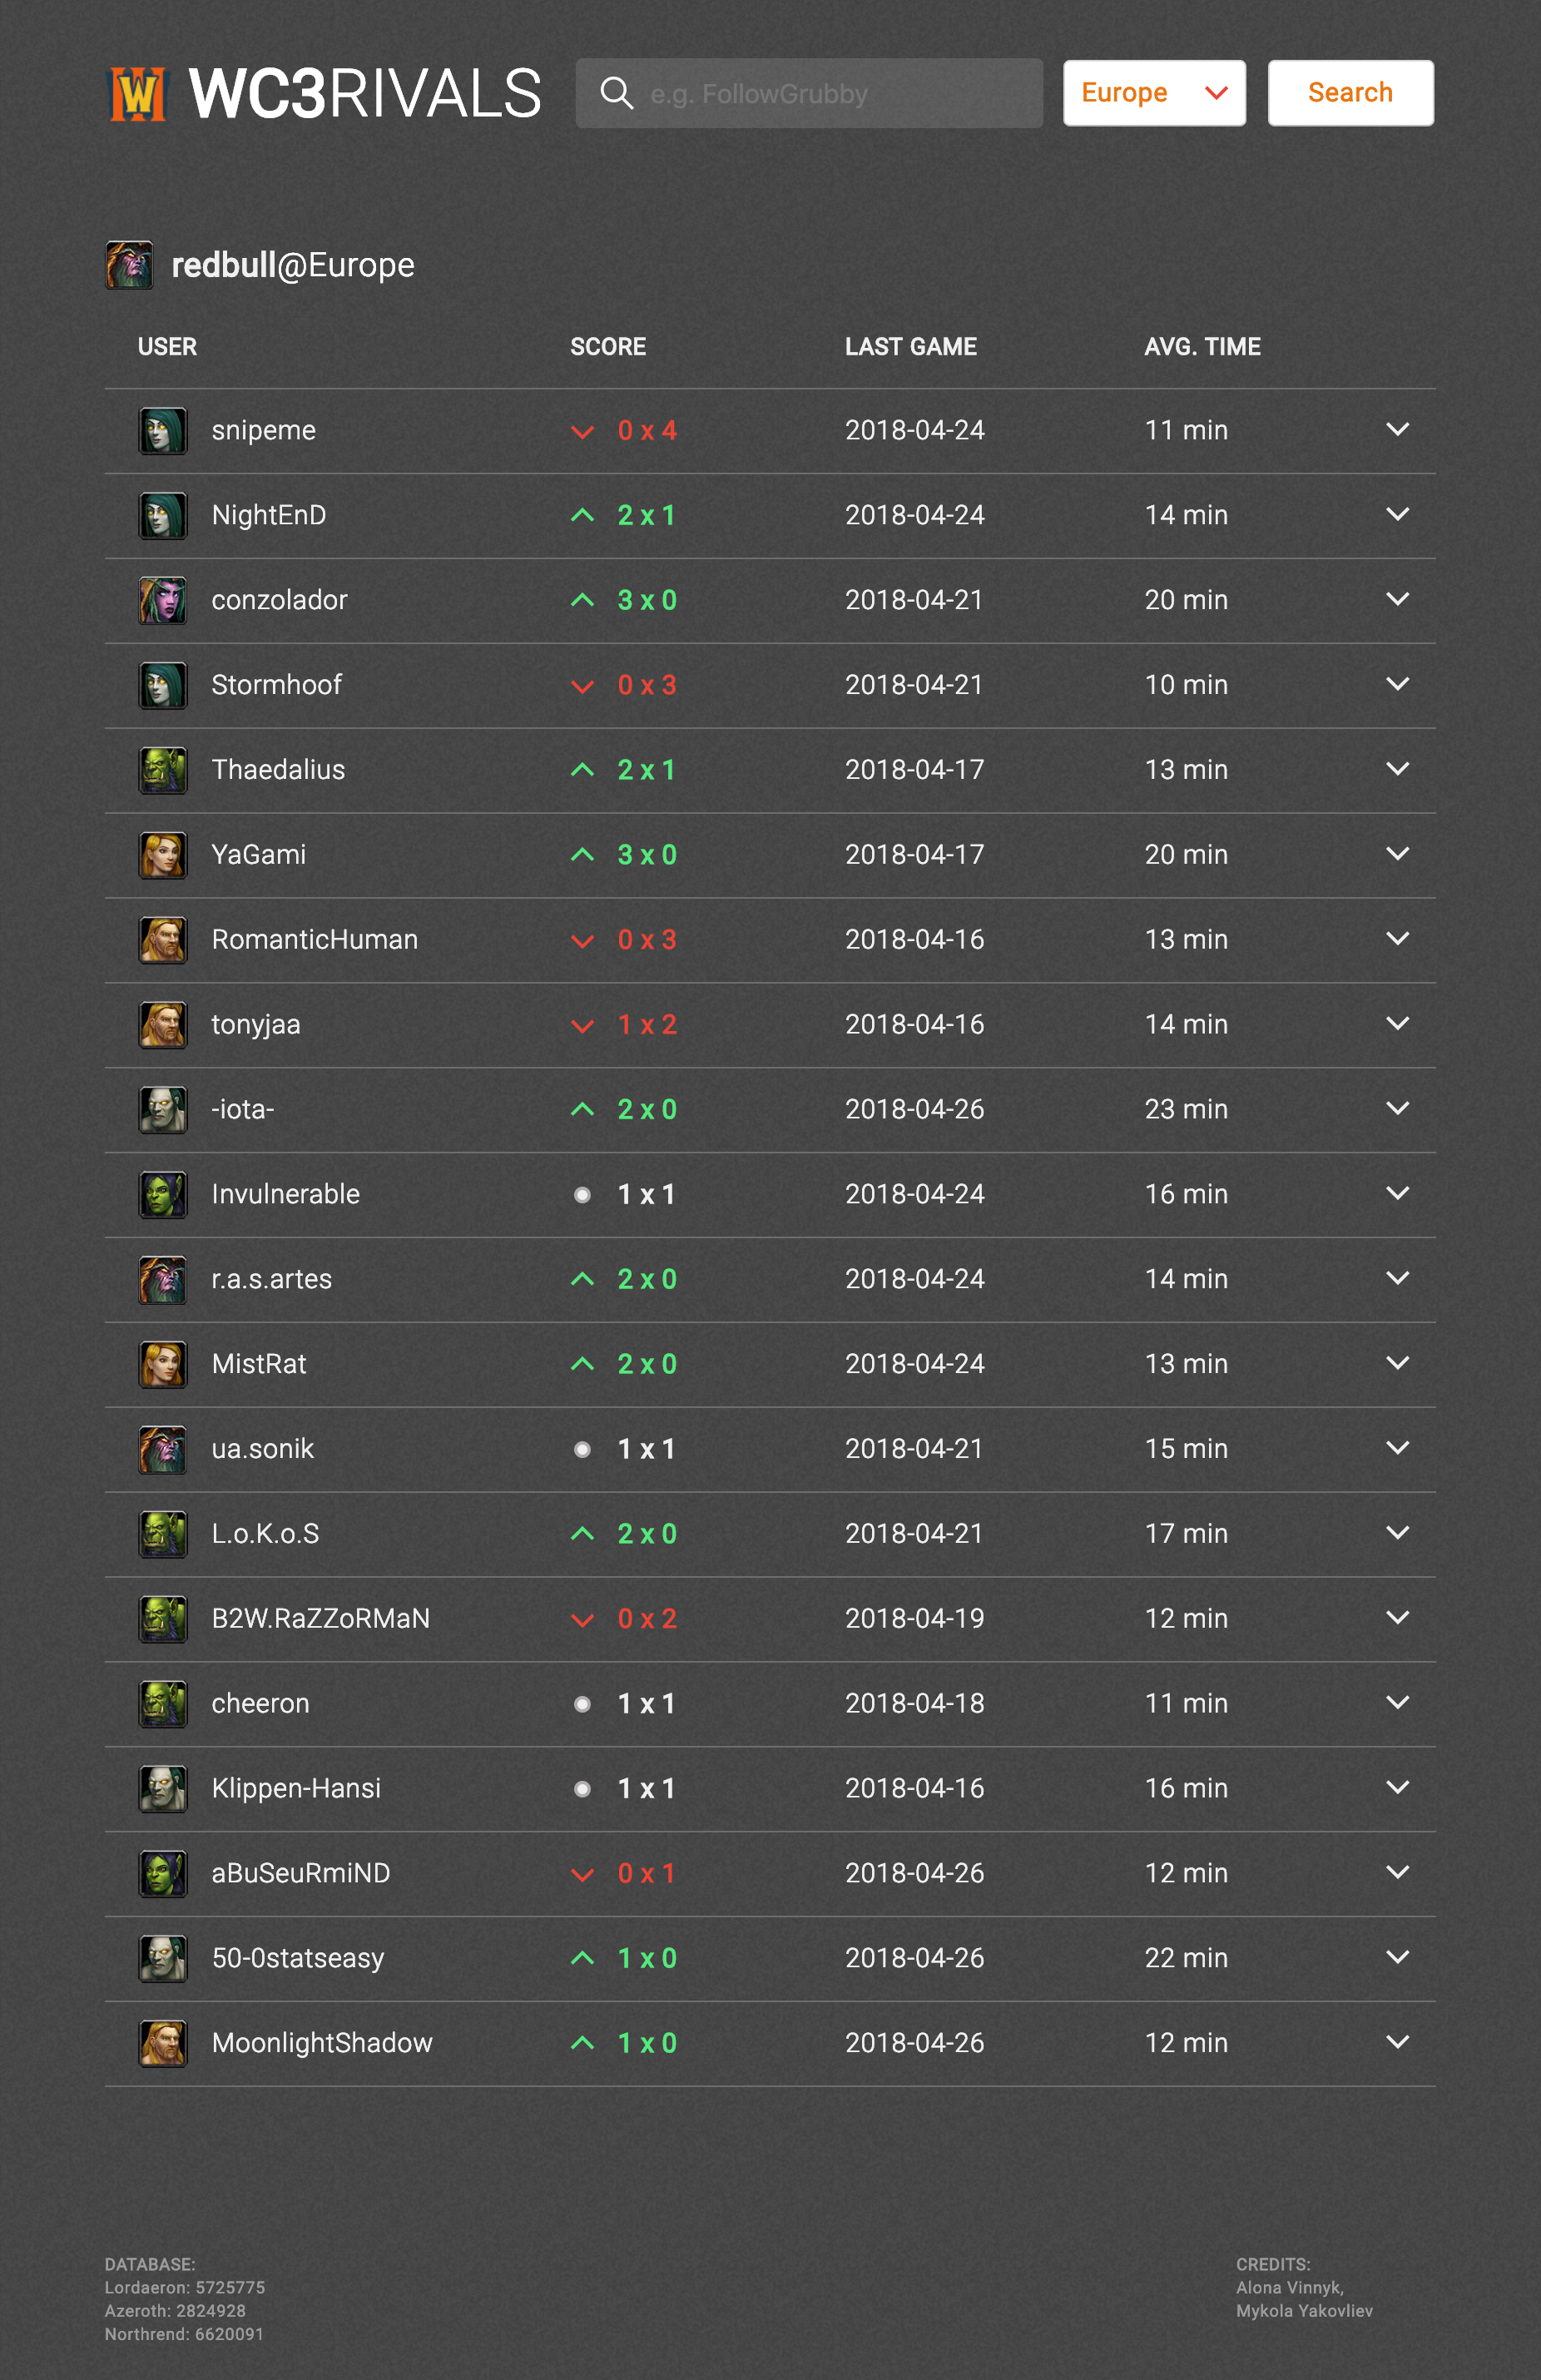 WC3RIVALS
e.g. FollowGrubby
Europe
Search
redbull@Europe
USER SCORE LAST GAME AVG. TIME
snipeme 0 x 4 2018-04-24 11 min
NightEnD 2 x 1 2018-04-24 14 min
conzolador 3 x 0 2018-04-21 20 min
Stormhoof 0 x 3 2018-04-21 10 min
Thaedalius 2 x 1 2018-04-17 13 min
YaGami 3 x 0 2018-04-17 20 min
RomanticHuman 0 x 3 2018-04-16 13 min
tonyjaa 1 x 2 2018-04-16 14 min
-iota- 2 x 0 2018-04-26 23 min
Invulnerable 1 x 1 2018-04-24 16 min
r.a.s.artes 2 x 0 2018-04-24 14 min
MistRat 2 x 0 2018-04-24 13 min
ua.sonik 1 x 1 2018-04-21 15 min
L.o.K.o.S 2 x 0 2018-04-21 17 min
B2W.RaZZoRMaN 0 x 2 2018-04-19 12 min
cheeron 1 x 1 2018-04-18 11 min
Klippen-Hansi 1 x 1 2018-04-16 16 min
aBuSeuRmiND 0 x 1 2018-04-26 12 min
50-0statseasy 1 x 0 2018-04-26 22 min
MoonlightShadow 1 x 0 2018-04-26 12 min
DATABASE:
Lordaeron: 5725775
Azeroth: 2824928
Northrend: 6620091
CREDITS:
Alona Vinnyk,
Mykola Yakovliev